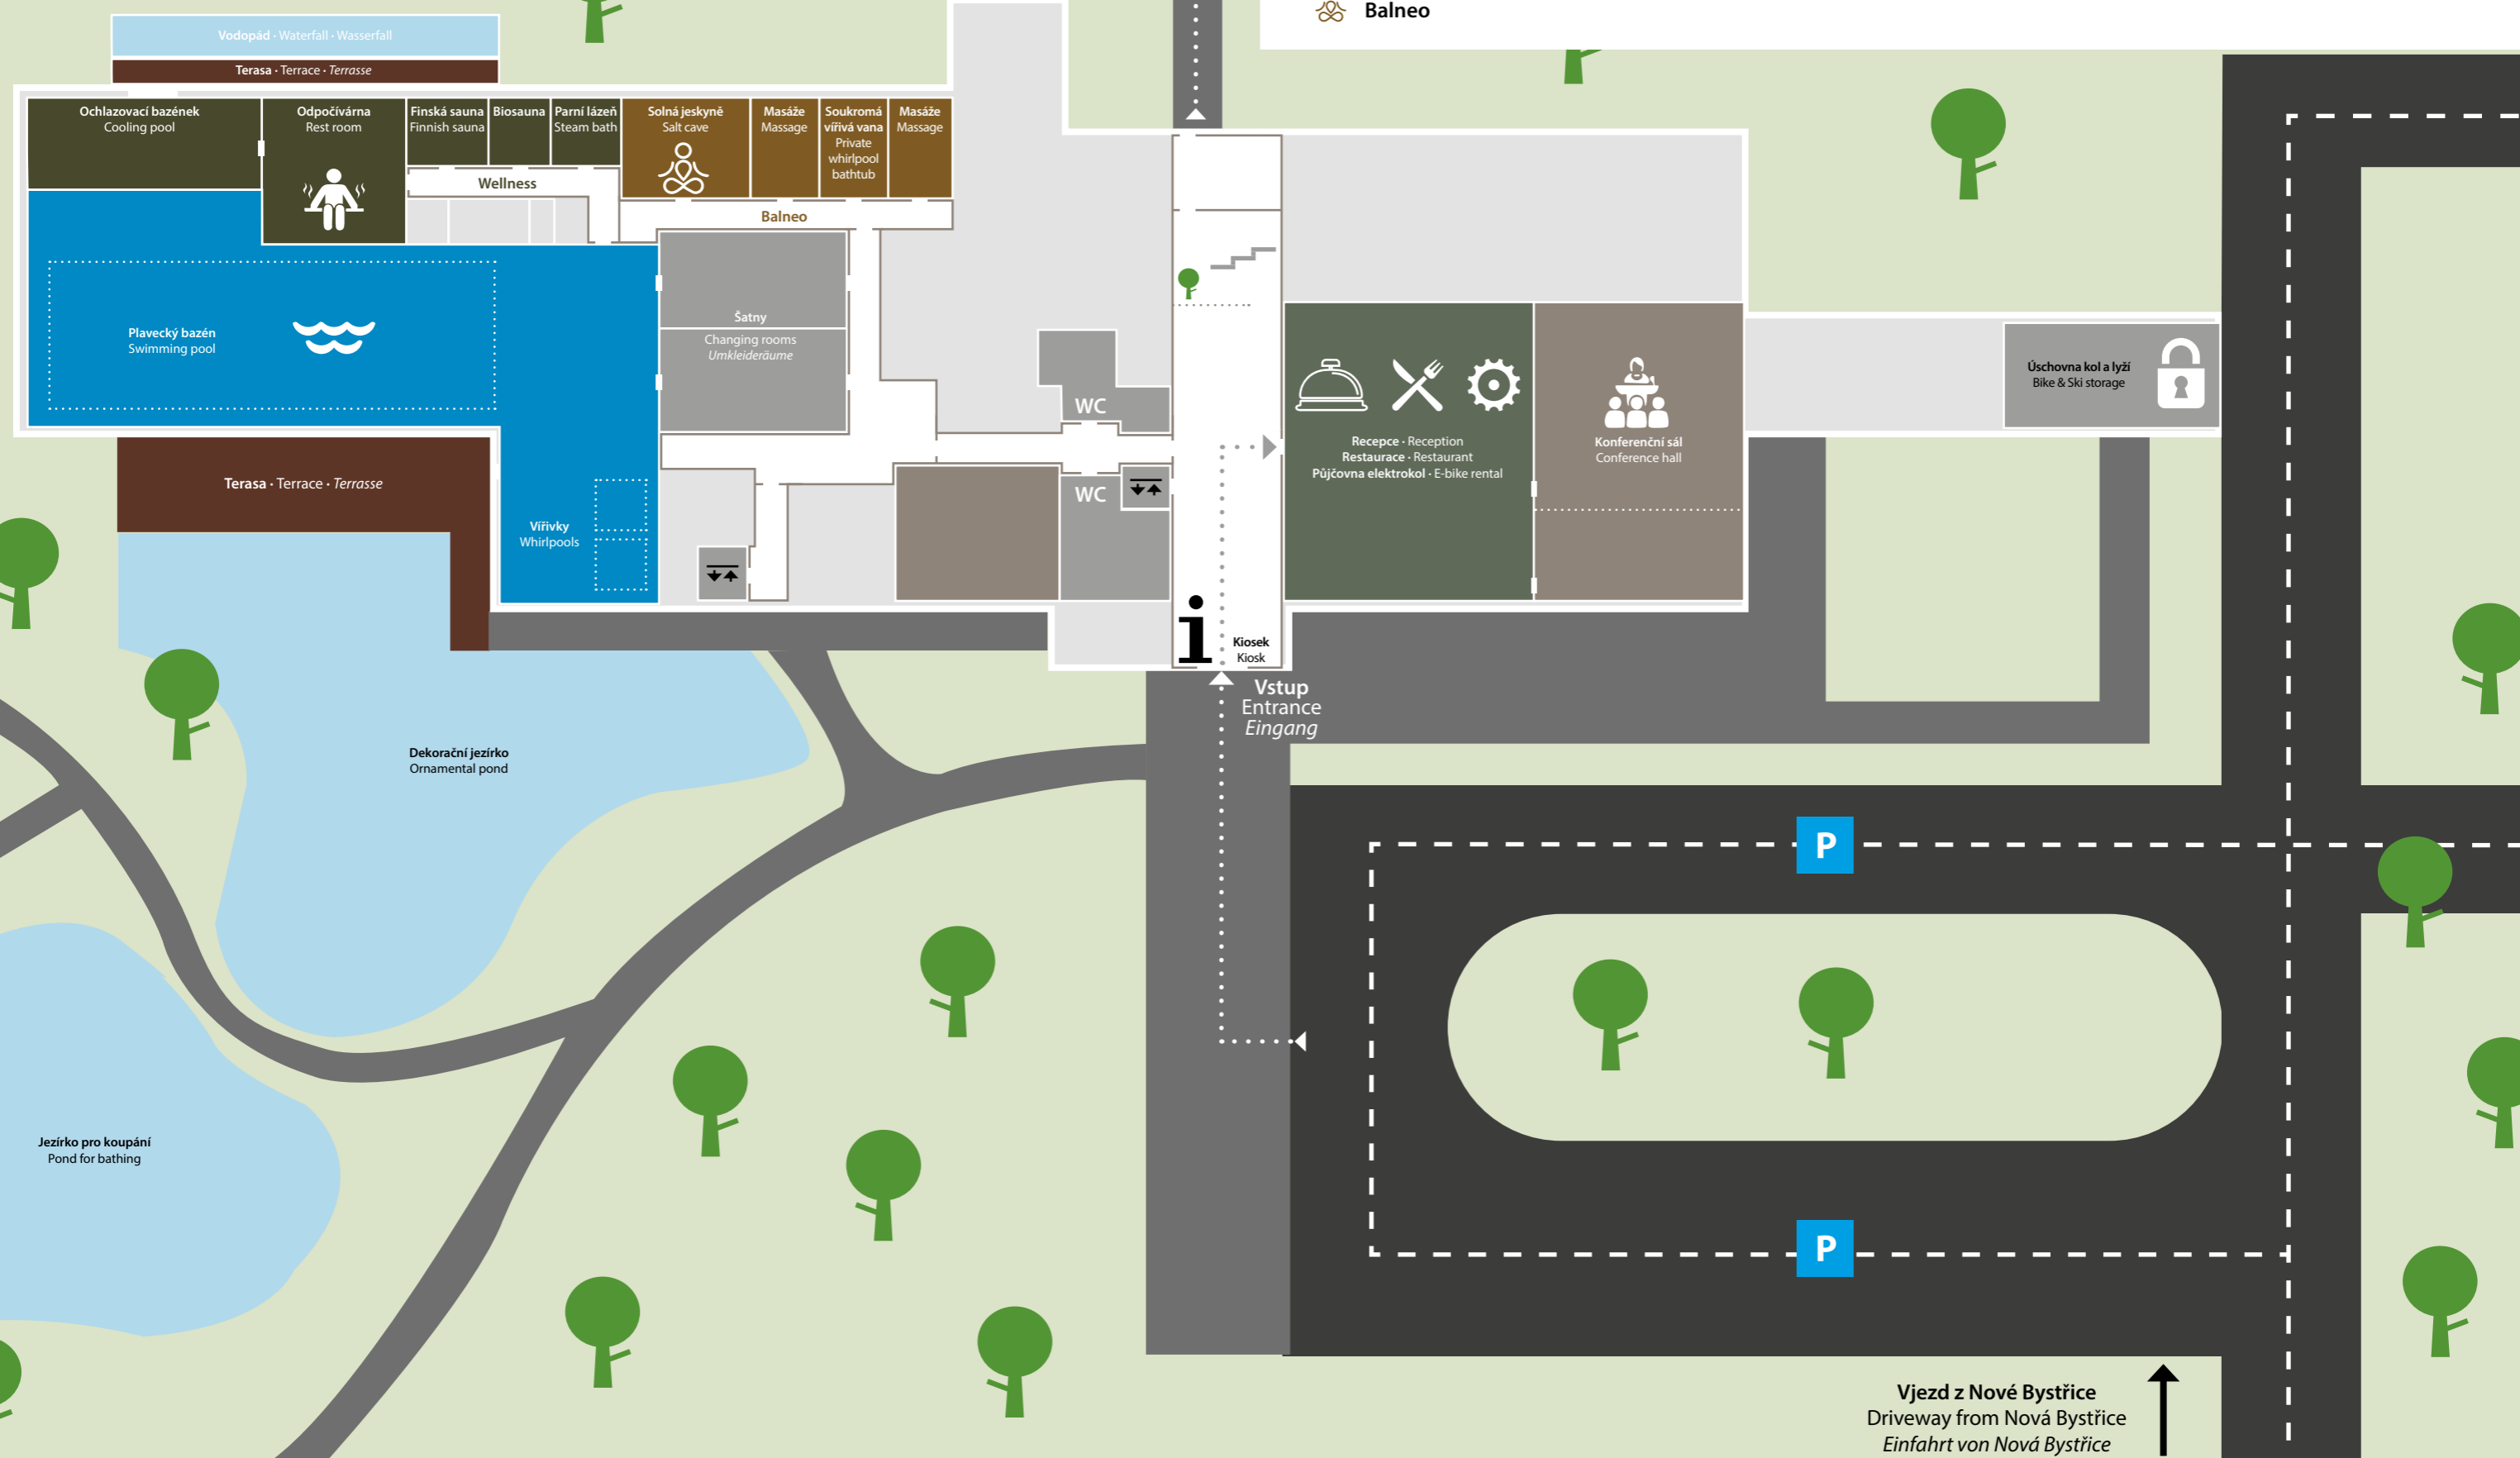 Balneo
Vodopád · Waterfall · Wasserfall
Terasa · Terrace · Terrasse
Ochlazovací bazének
Cooling pool
Odpočívárna
Rest room
Finská sauna
Finnish sauna
Biosauna
Parní lázeň
Steam bath
Solná jeskyně
Salt cave
Masáže
Massage
Soukromá
vířivá vana
Private
whirlpool
bathtub
Masáže
Massage
Wellness
Balneo
Plavecký bazén
Swimming pool
Šatny
Changing rooms
Umkleideräume
WC
WC
Recepce · Reception
Restaurace · Restaurant
Půjčovna elektrokol · E-bike rental
Konferenční sál
Conference hall
Úschovna kol a lyží
Bike & Ski storage
Terasa · Terrace · Terrasse
Vířivky
Whirlpools
i
Kiosek
Kiosk
Vstup
Entrance
Eingang
Dekorační jezírko
Ornamental pond
P
Jezírko pro koupání
Pond for bathing
P
Vjezd z Nové Bystřice
Driveway from Nová Bystřice
Einfahrt von Nová Bystřice